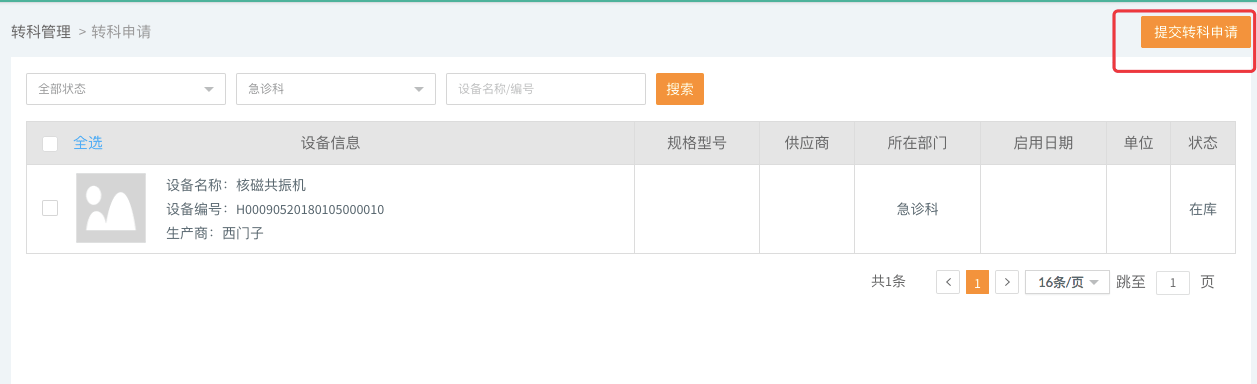 转科管理 > 转科申请
提交转科申请
全部状态 急诊科 设备名称/编号 搜索
全选 设备信息 规格型号 供应商 所在部门 启用日期 单位 状态
设备名称：核磁共振机
设备编号：H00090520180105000010
生产商：西门子
急诊科
在库
共1条 < 1 > 16条/页 跳至 1 页